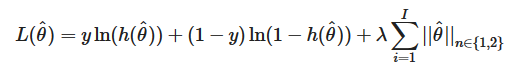 L(θ̂) = y ln(h(θ̂)) + (1 − y) ln(1 − h(θ̂)) + λ ∑_{i=1}^{I} ||θ̂||_{n∈{1,2}}